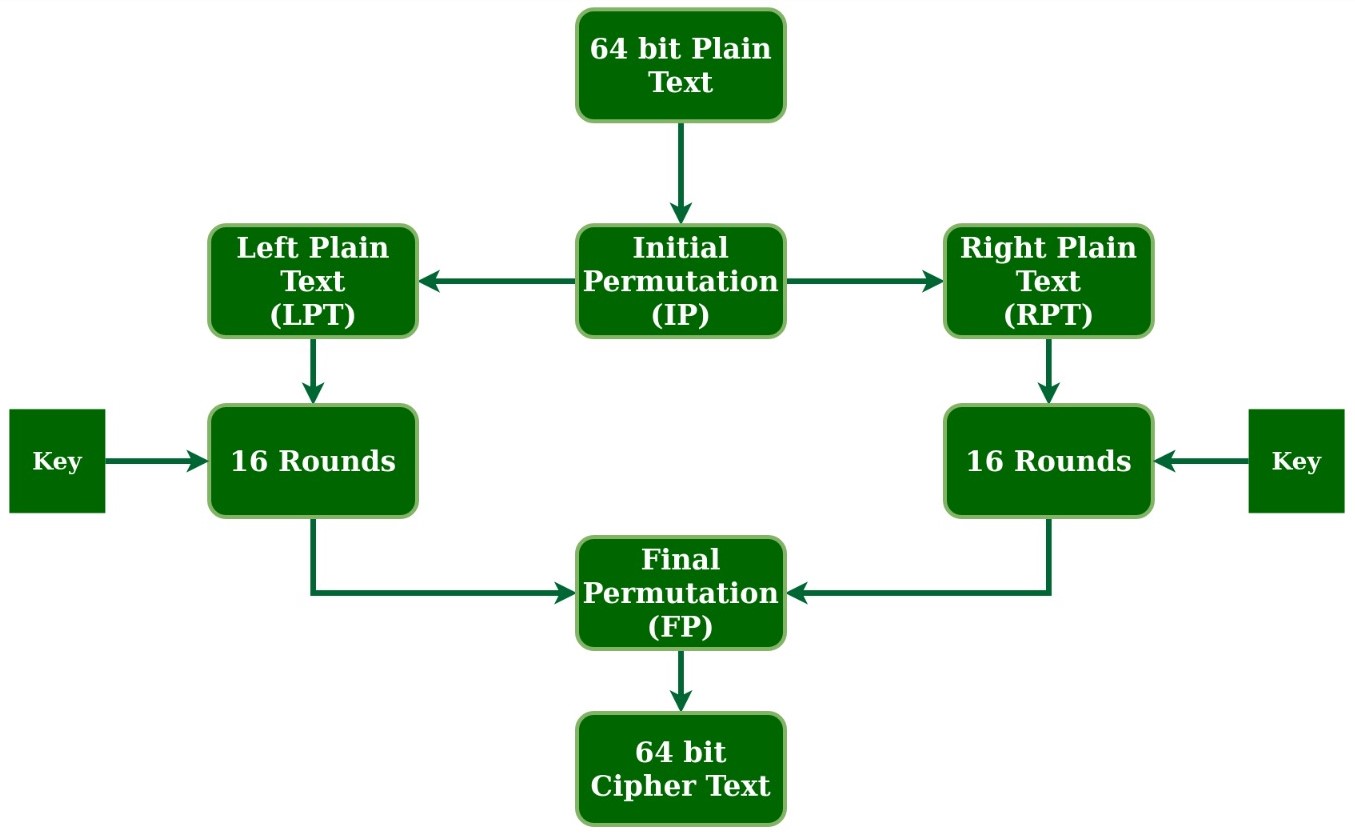 64 bit Plain
Text
Left Plain
Text
(LPT)
Initial
Permutation
(IP)
Right Plain
Text
(RPT)
Key
16 Rounds
16 Rounds
Key
Final
Permutation
(FP)
64 bit
Cipher Text